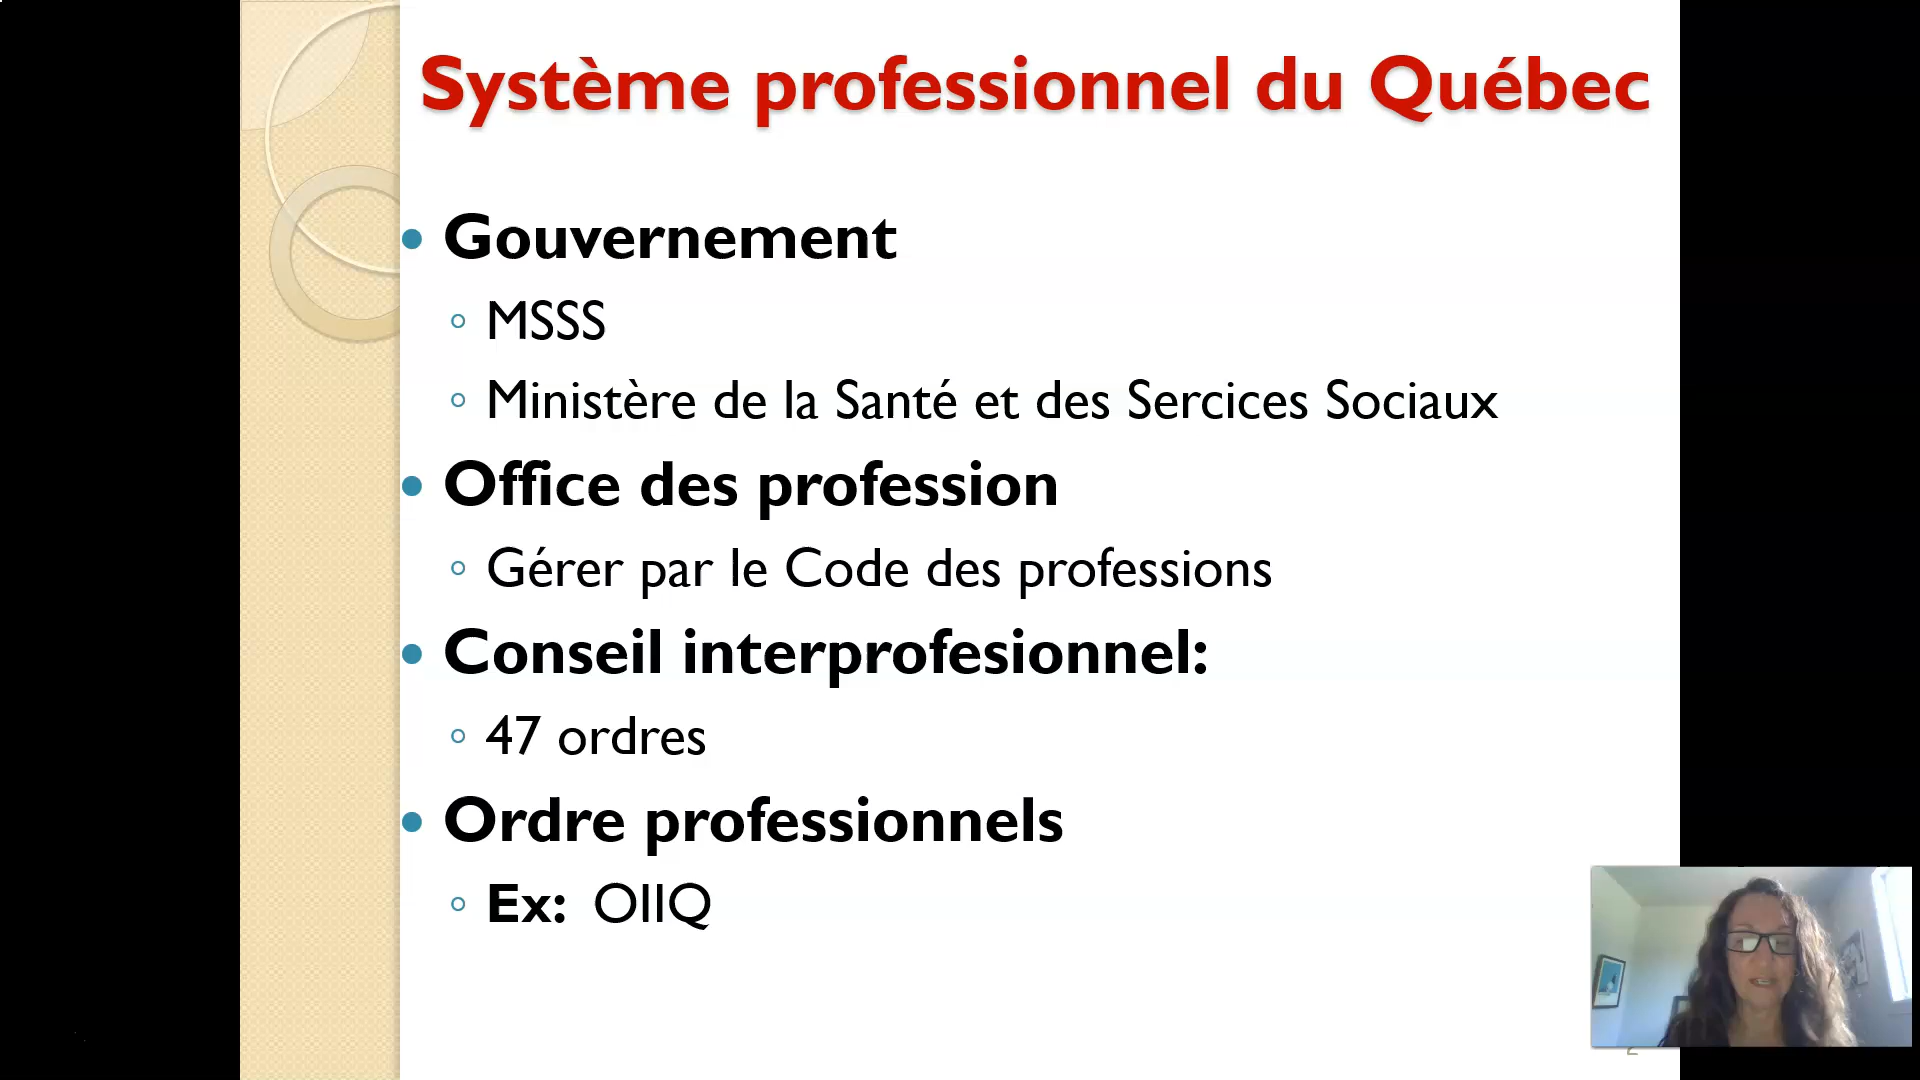 Système professionnel du Québec
Gouvernement
MSSS
Ministère de la Santé et des Sercices Sociaux
Office des profession
Gérer par le Code des professions
Conseil interprofesionnel:
47 ordres
Ordre professionnels
Ex: OIIQ